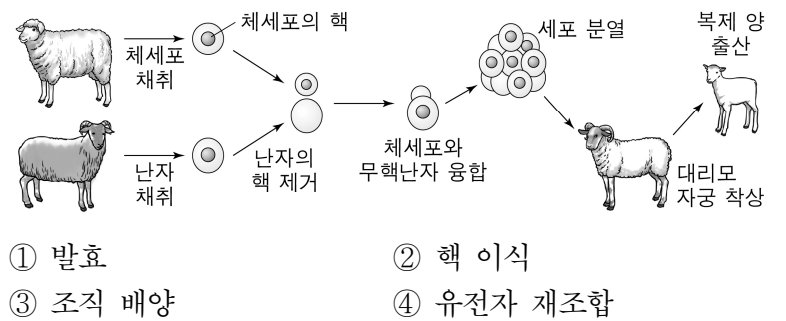 체세포의 핵
체세포
채취
난자
채취
난자의
핵 제거
체세포와
무핵난자 융합
세포 분열
대리모
자궁 착상
복제 양
출산
① 발효
② 핵 이식
③ 조직 배양
④ 유전자 재조합